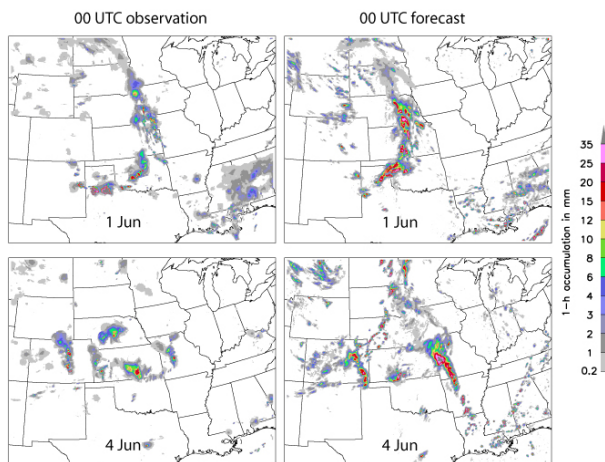 00 UTC observation
00 UTC forecast
1 Jun
1 Jun
4 Jun
4 Jun
35
25
20
15
12
10
8
6
4
3
2
1
0.2
1-h accumulation in mm